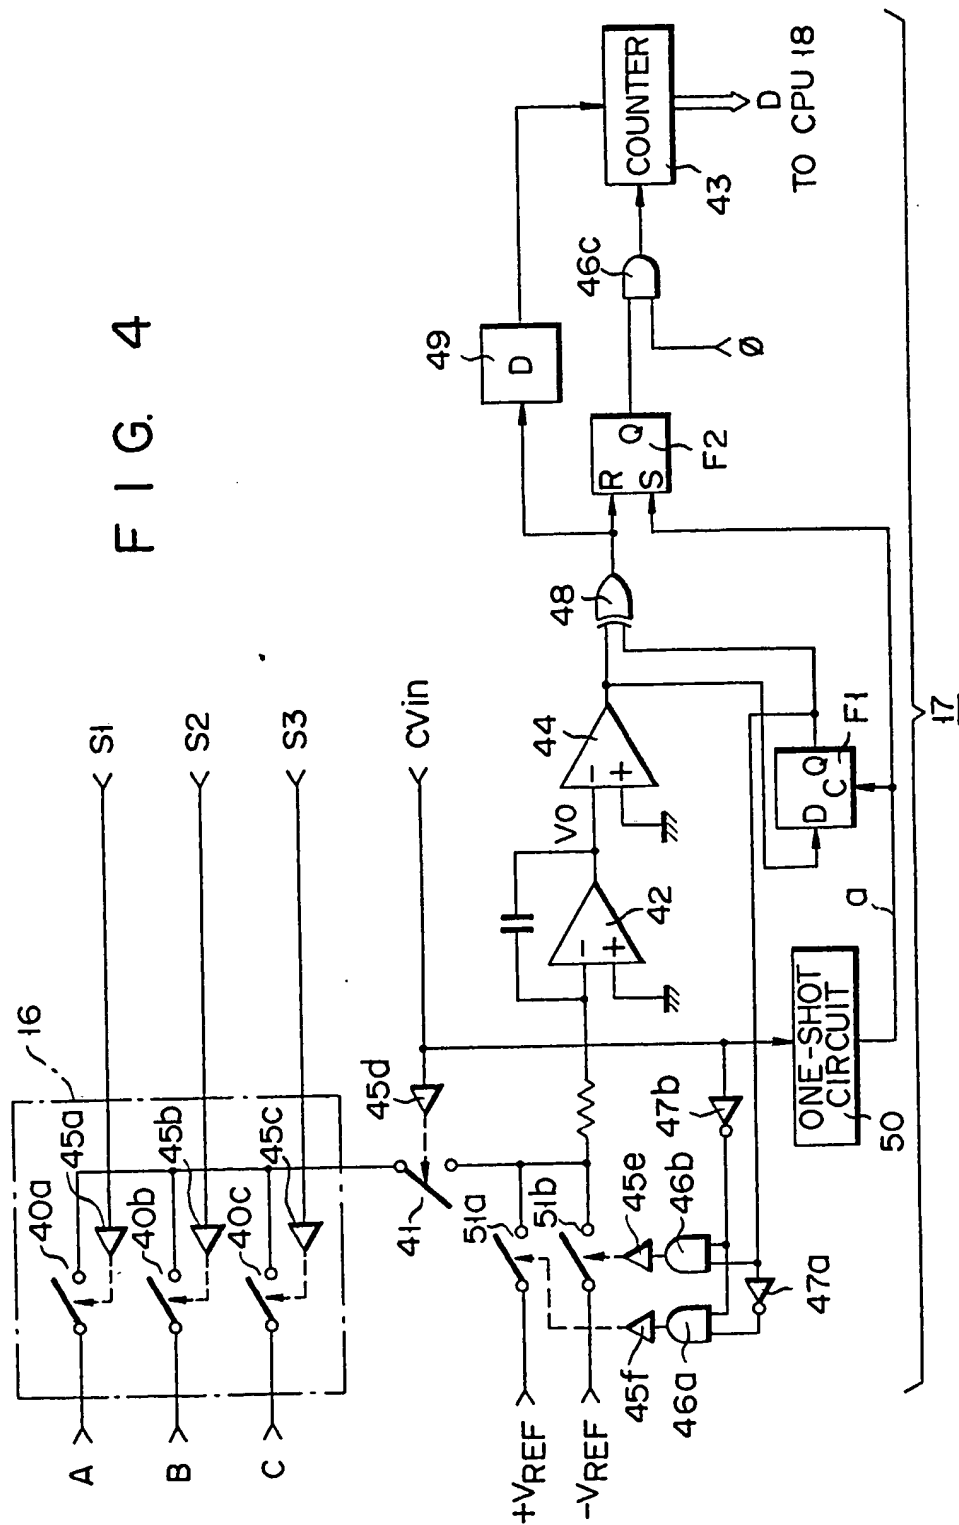 FIG. 4
16
A
B
C
40a
40b
40c
45a
45b
45c
S1
S2
S3
CVin
45d
41
51a
51b
+VREF
-VREF
45e
45f
46a
46b
47a
47b
42
-
+
V0
44
-
+
48
49
D
R
S
Q
F2
46C
Ø
COUNTER
43
D
TO CPU 18
D
C
Q
F1
a
ONE-SHOT
CIRCUIT
50
17